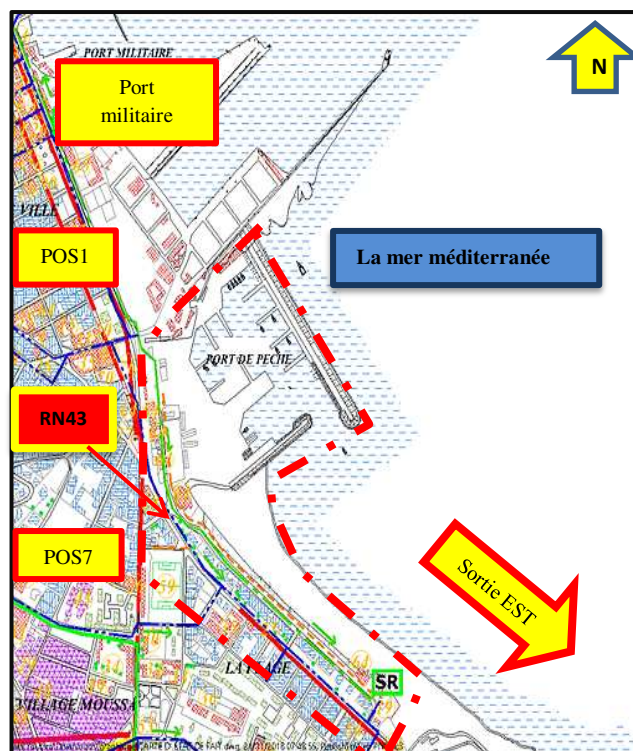 PORT MILITAIRE
N
Port
militaire
VILLE
POS1
La mer méditerranée
PORT DE PECHE
RN43
POS7
Sortie EST
LA PLAGE
SR
VILLAGE MOUSSA